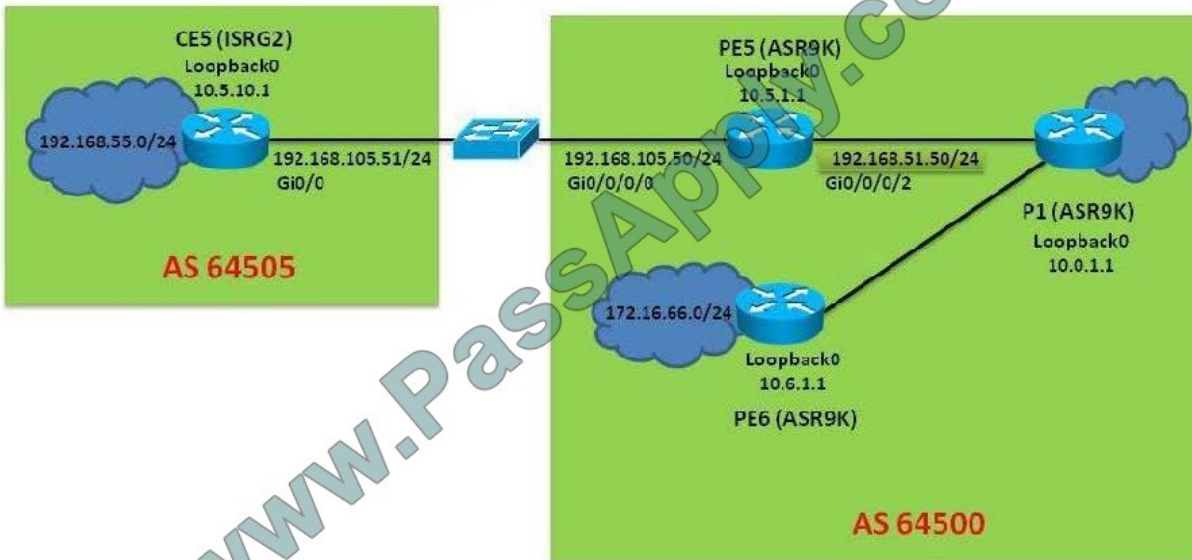 CE5 (ISRG2)
Loopback0
10.5.10.1
192.168.55.0/24
192.168.105.51/24
Gi0/0
AS 64505
PE5 (ASR9K)
Loopback0
10.5.1.1
192.168.105.50/24
Gi0/0/0/0
192.168.51.50/24
Gi0/0/0/2
P1 (ASR9K)
Loopback0
10.0.1.1
172.16.66.0/24
Loopback0
10.6.1.1
PE6 (ASR9K)
AS 64500
www.PassApply.co